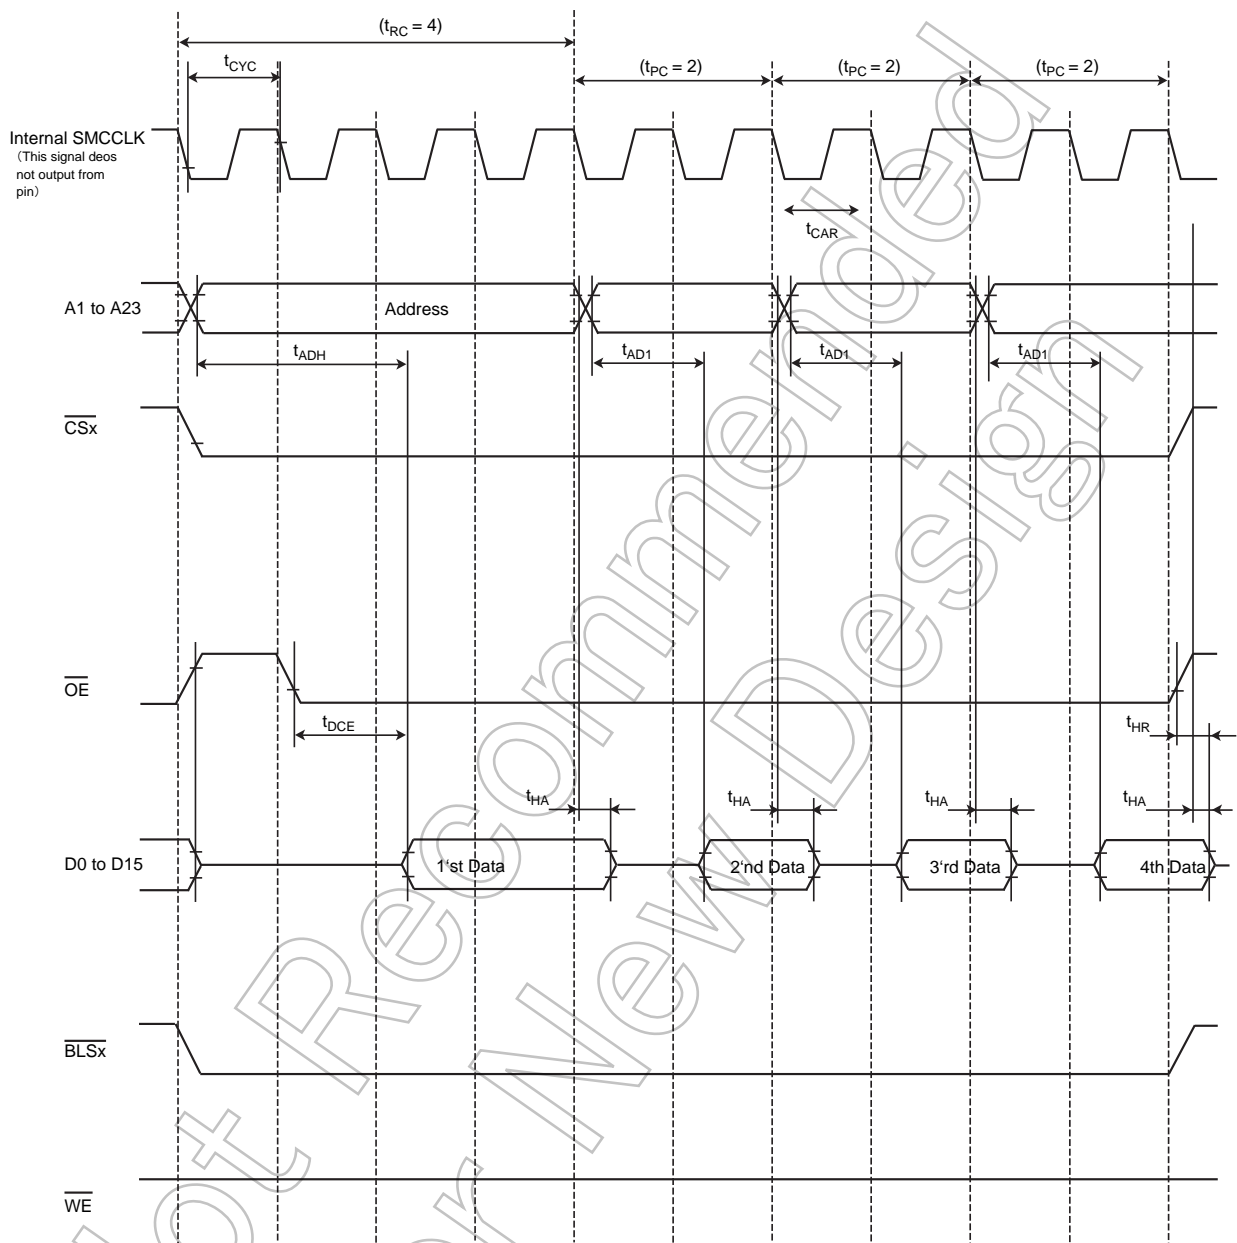 (tRC = 4)
tCYC
(tPC = 2) (tPC = 2) (tPC = 2)
Internal SMCCLK
(This signal deos
not output from
pin)
tCAR
A1 to A23 Address
tADH tAD1 tAD1 tAD1
CSx
OE
tDCE tHR
tHA tHA tHA tHA
D0 to D15 1'st Data 2'nd Data 3'rd Data 4th Data
BLSx
WE
Not Recommended
for New Design